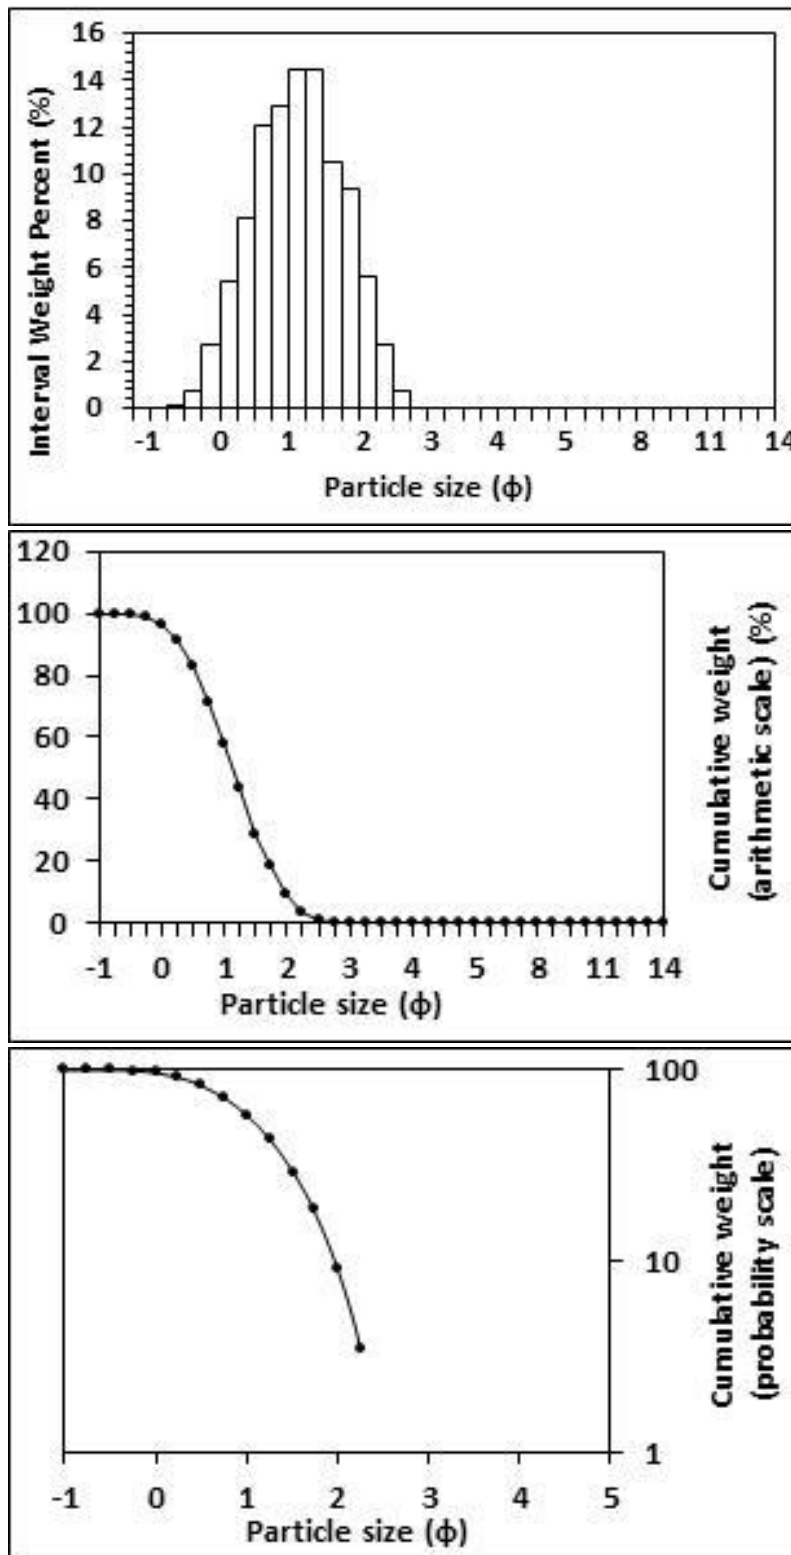 16
14
12
10
8
6
4
2
0
Interval Weight Percent (%)
-1 0 1 2 3 4 5 8 11 14
Particle size (ϕ)
120
100
80
60
40
20
0
Cumulative weight
(arithmetic scale) (%)
-1 0 1 2 3 4 5 8 11 14
Particle size (ϕ)
100
10
1
Cumulative weight
(probability scale)
-1 0 1 2 3 4 5
Particle size (ϕ)